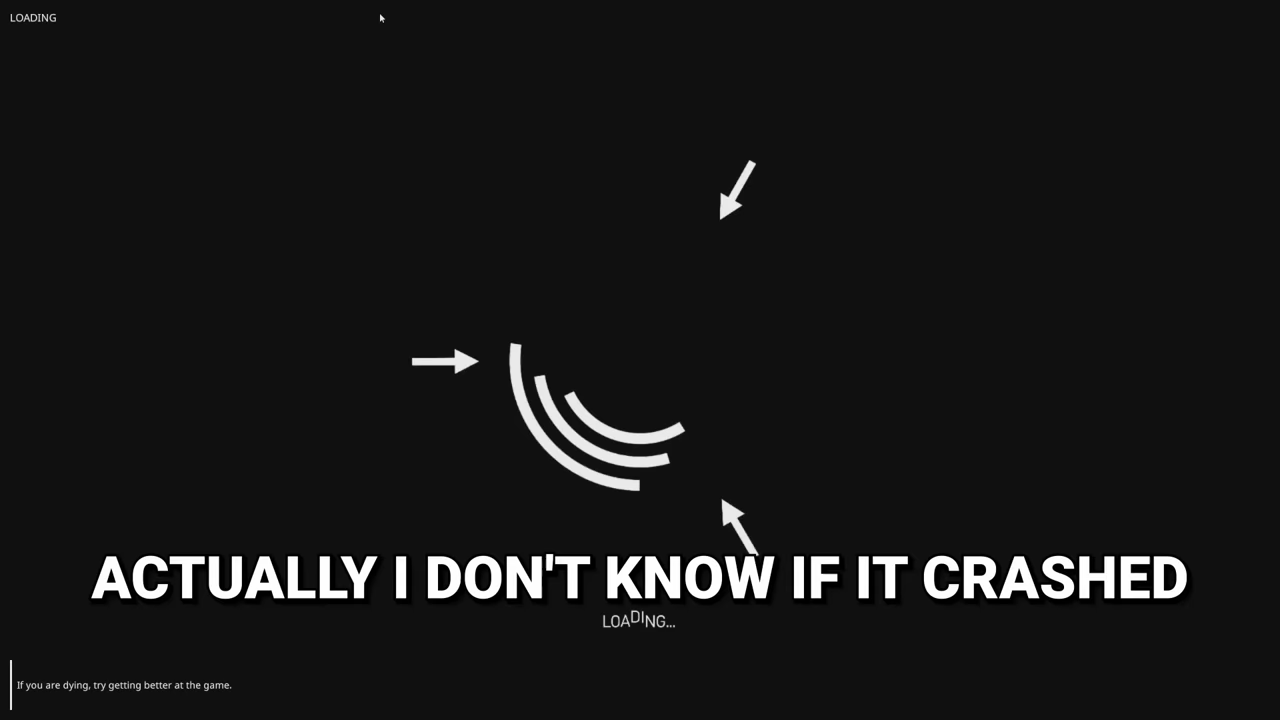 LOADING
ACTUALLY I DON'T KNOW IF IT CRASHED
LOADING...
If you are dying, try getting better at the game.